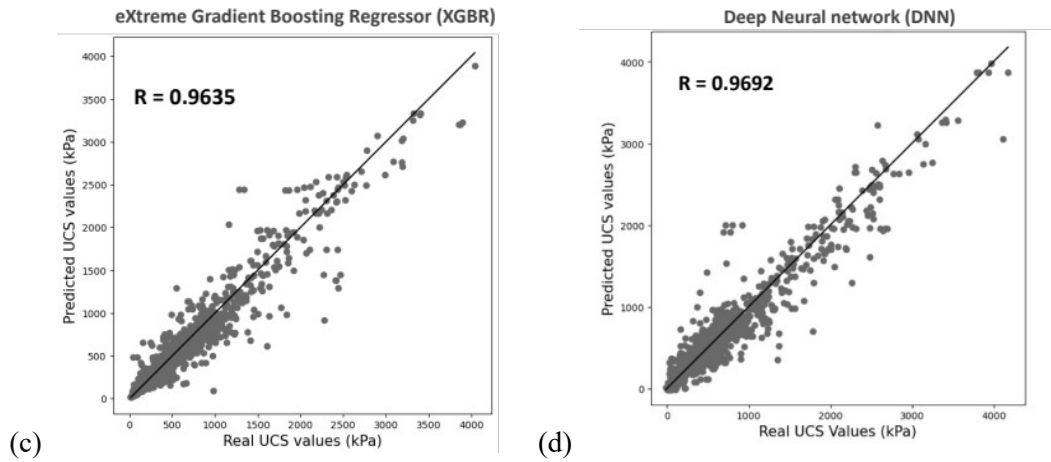 eXtreme Gradient Boosting Regressor (XGBR)
R = 0.9635
Predicted UCS values (kPa)
4000
3500
3000
2500
2000
1500
1000
500
0
0 500 1000 1500 2000 2500 3000 3500 4000
Real UCS values (kPa)
(c)
Deep Neural network (DNN)
R = 0.9692
Predicted UCS values (kPa)
4000
3000
2000
1000
0
0 1000 2000 3000 4000
Real UCS Values (kPa)
(d)